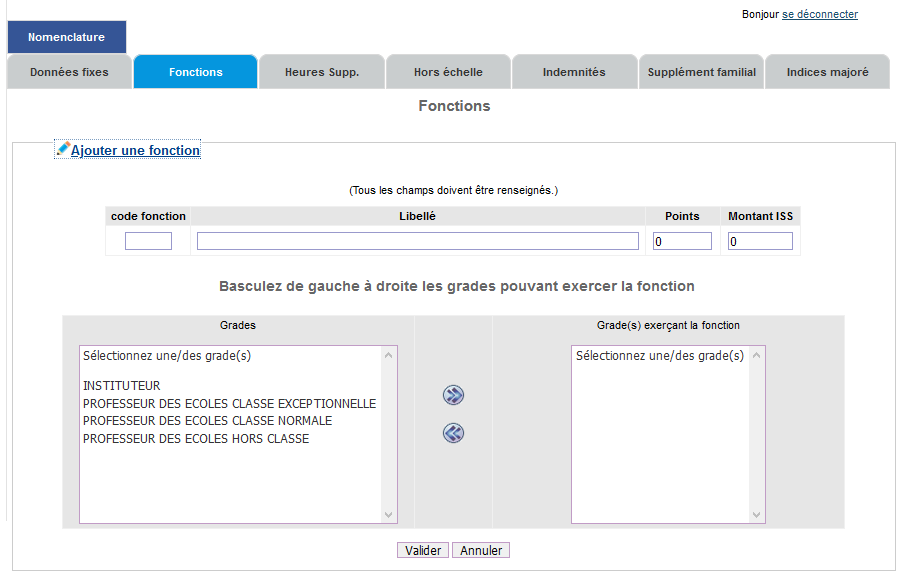 Bonjour se déconnecter
Nomenclature
Données fixes Fonctions Heures Supp. Hors échelle Indemnités Supplément familial Indices majoré
Fonctions
Ajouter une fonction
(Tous les champs doivent être renseignés.)
code fonction Libellé Points Montant ISS
0 0
Basculez de gauche à droite les grades pouvant exercer la fonction
Grades Grade(s) exerçant la fonction
Sélectionnez une/des grade(s) Sélectionnez une/des grade(s)
INSTITUTEUR
PROFESSEUR DES ECOLES CLASSE EXCEPTIONNELLE
PROFESSEUR DES ECOLES CLASSE NORMALE
PROFESSEUR DES ECOLES HORS CLASSE
Valider Annuler